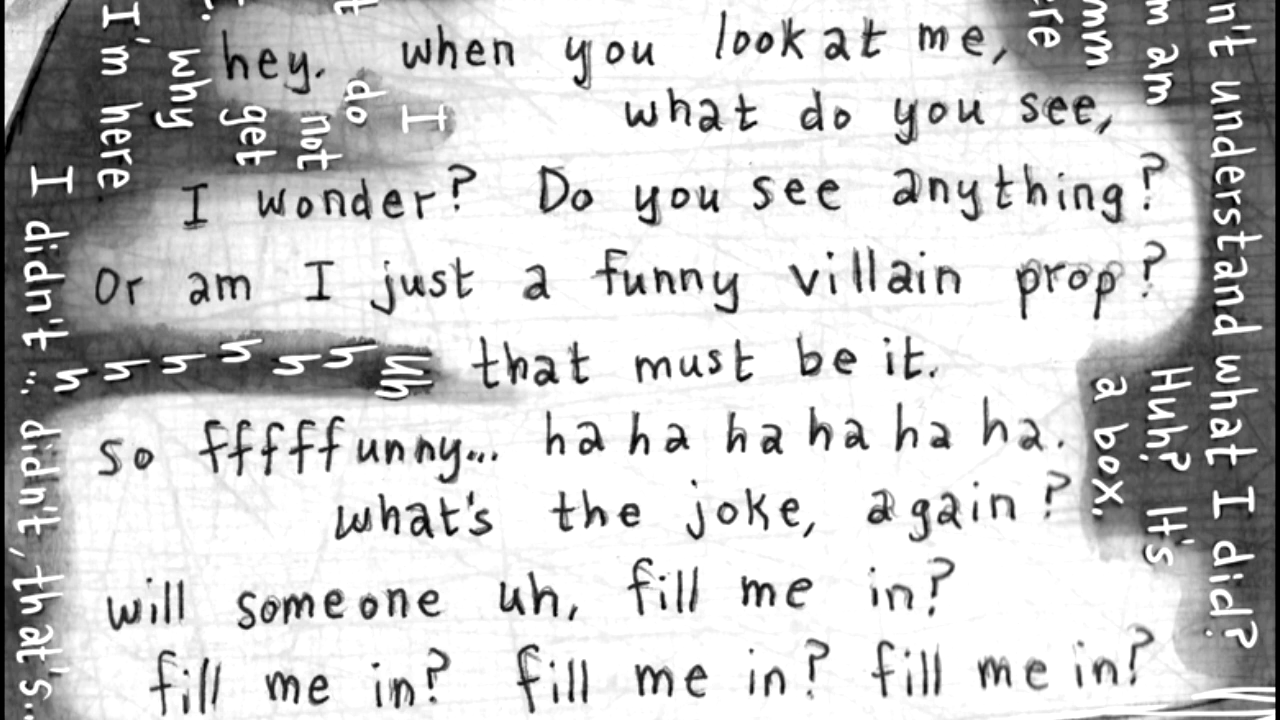 hey. when you look at me,
what do you see,
I wonder? Do you see anything?
Or am I just a funny villain prop?
that must be it.
so fffffunny... ha ha ha ha ha ha.
what's the joke, again?
will someone uh, fill me in?
fill me in? fill me in? fill me in?
I
do
not
get
why
I'm here
I didn't... didn't, that's...
h h h h h h uh
n't understand what I did?
m am
Huh? It's
a box.
mm
ere